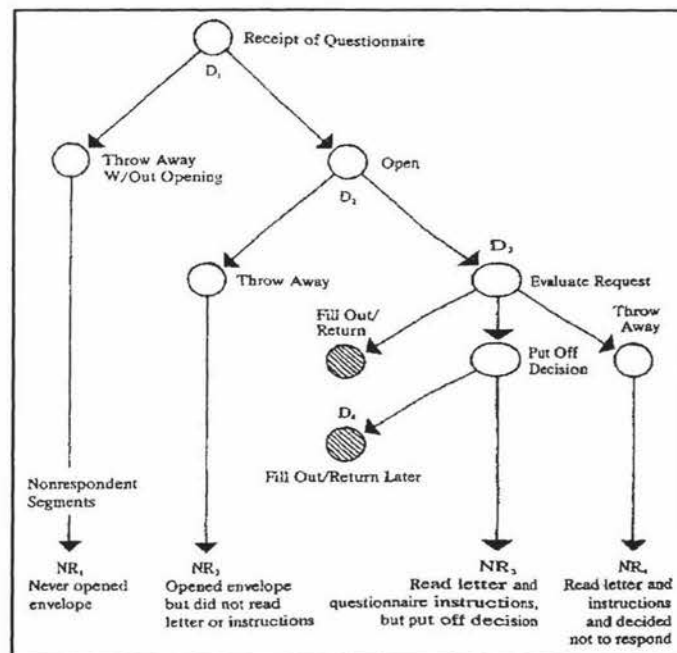 Receipt of Questionnaire
D₁
Throw Away
W/Out Opening
Open
D₂
D₃
Throw Away
Evaluate Request
Fill Out/
Return
Throw
Away
Put Off
Decision
D₄
Fill Out/Return Later
Nonrespondent
Segments
NR₁
Never opened
envelope
NR₂
Opened envelope
but did not read
letter or instructions
NR₃
Read letter and
questionnaire instructions,
but put off decision
NR₄
Read letter and
instructions
and decided
not to respond